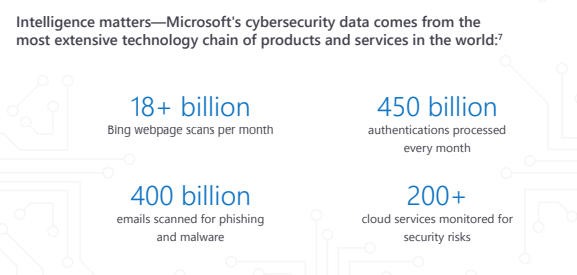 Intelligence matters—Microsoft's cybersecurity data comes from the
most extensive technology chain of products and services in the world:⁷
18+ billion
Bing webpage scans per month
450 billion
authentications processed
every month
400 billion
emails scanned for phishing
and malware
200+
cloud services monitored for
security risks